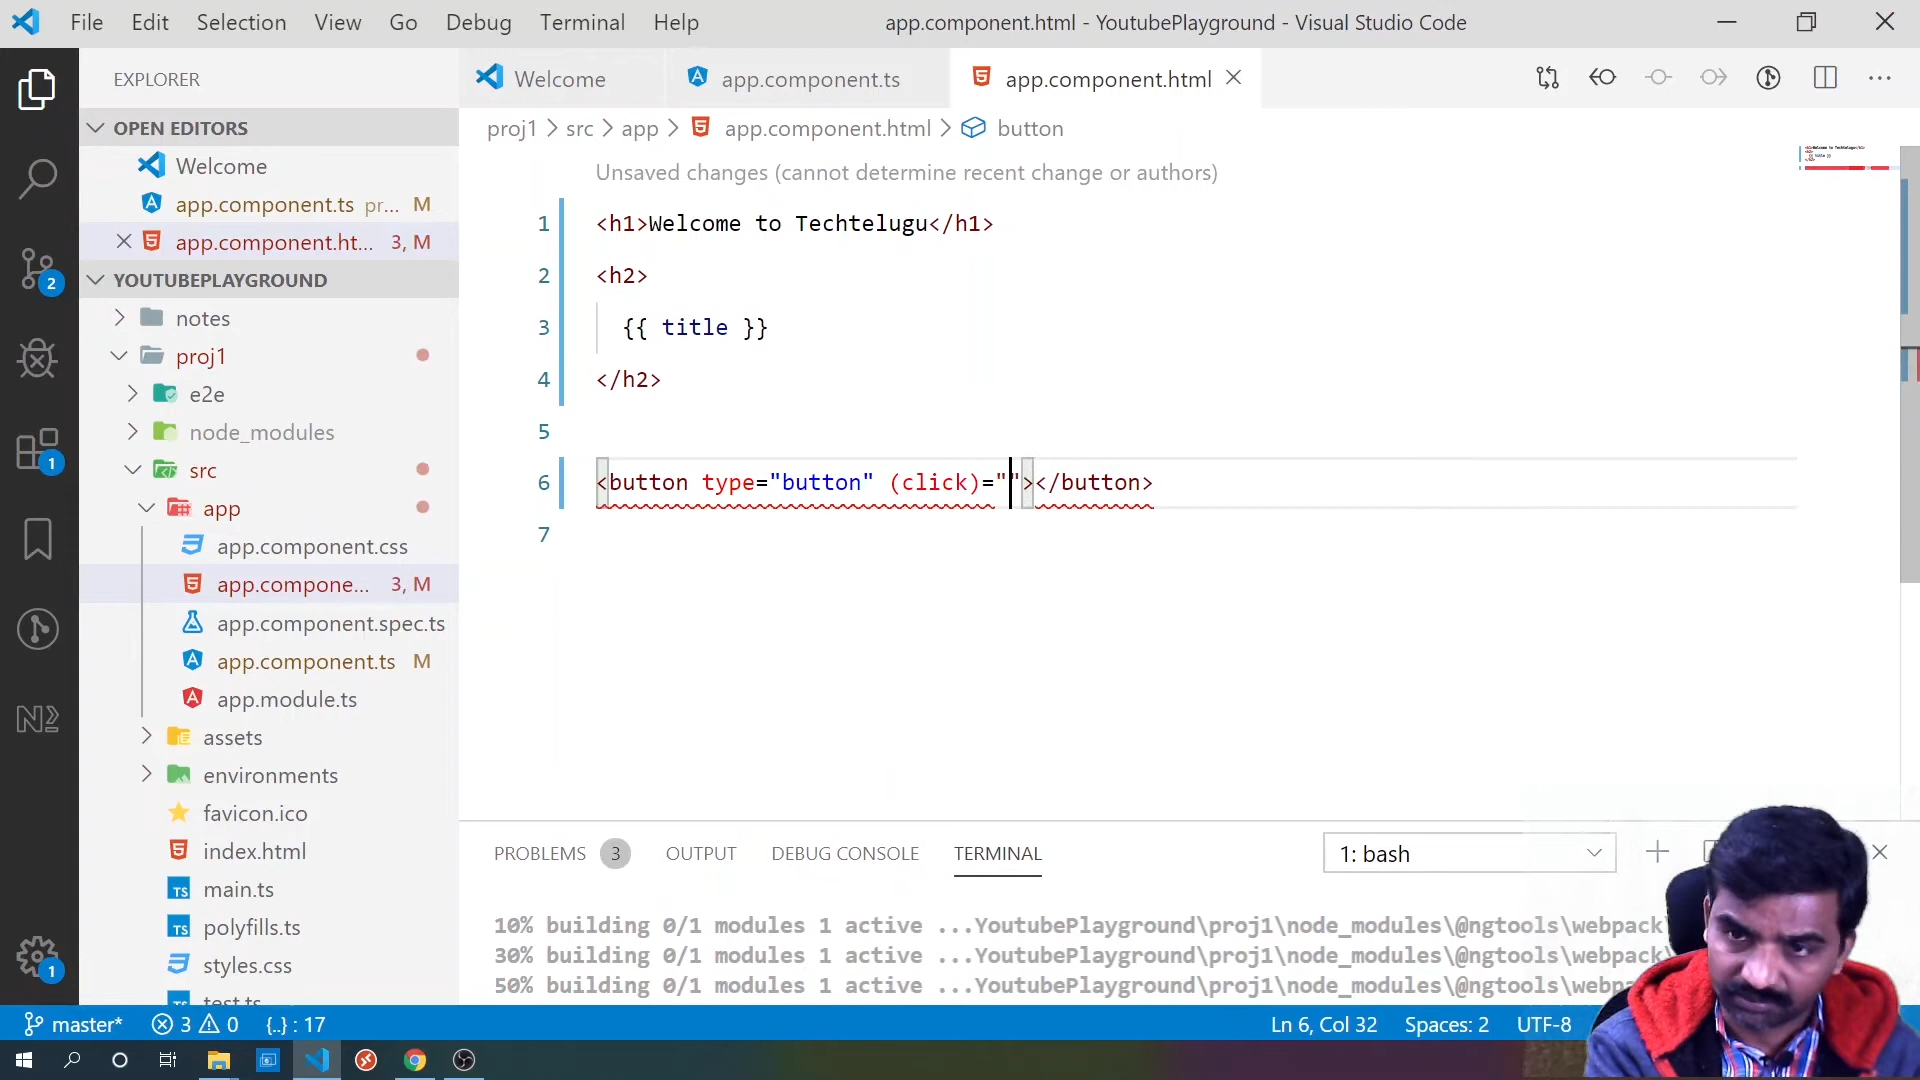 File Edit Selection View Go Debug Terminal Help app.component.html - YoutubePlayground - Visual Studio Code
EXPLORER
OPEN EDITORS
Welcome
app.component.ts pr... M
app.component.ht... 3, M
YOUTUBEPLAYGROUND
notes
proj1
e2e
node_modules
src
app
app.component.css
app.compone... 3, M
app.component.spec.ts
app.component.ts M
app.module.ts
assets
environments
favicon.ico
index.html
main.ts
polyfills.ts
styles.css
test.ts
2
1
1
Welcome app.component.ts app.component.html
proj1 > src > app > app.component.html > button
Unsaved changes (cannot determine recent change or authors)
1 <h1>Welcome to Techtelugu</h1>
2 <h2>
3 {{ title }}
4 </h2>
5
6 <button type="button" (click)=""></button>
7
PROBLEMS 3 OUTPUT DEBUG CONSOLE TERMINAL 1: bash
10% building 0/1 modules 1 active ...YoutubePlayground\proj1\node_modules\@ngtools\webpack\
30% building 0/1 modules 1 active ...YoutubePlayground\proj1\node_modules\@ngtools\webpack
50% building 0/1 modules 1 active ...YoutubePlayground\proj1\node_modules\@ngtools\webpa
master* 3 0 {..} : 17 Ln 6, Col 32 Spaces: 2 UTF-8